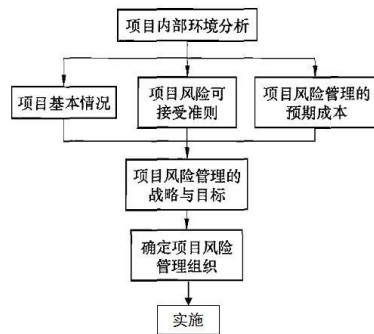 项目内部环境分析
项目基本情况
项目风险可
接受准则
项目风险管理的
预期成本
项目风险管理的
战略与目标
确定项目风险
管理组织
实施